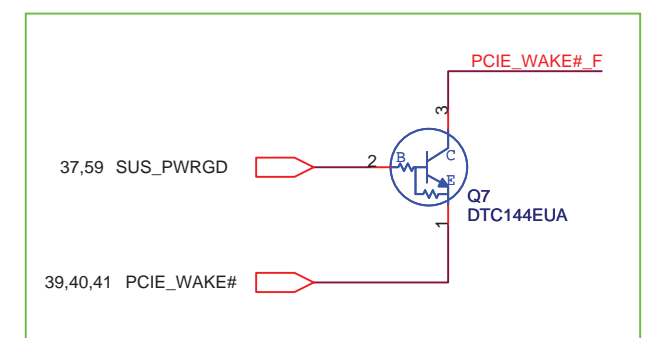 PCIE_WAKE#_F
3
37,59 SUS_PWRGD
2
B
C
E
Q7
DTC144EUA
1
39,40,41 PCIE_WAKE#